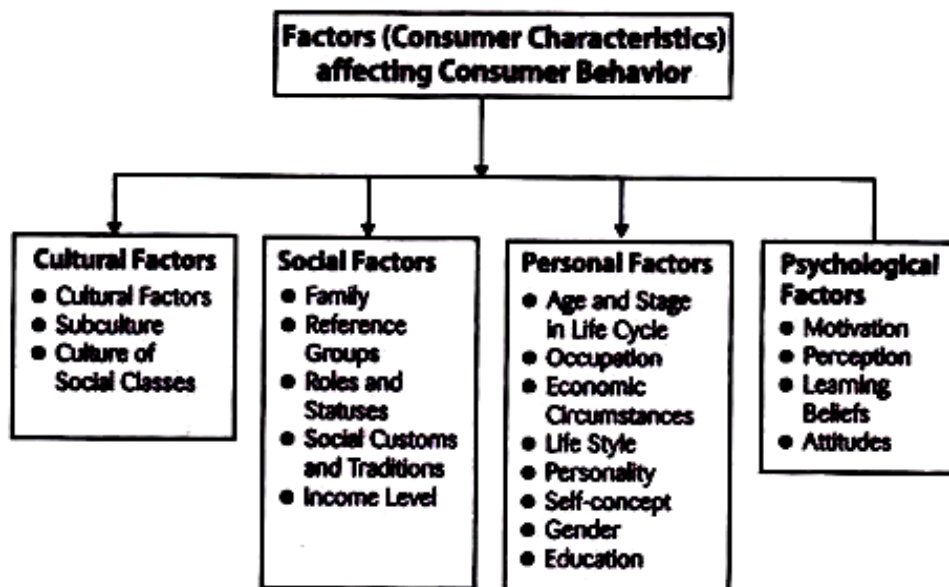 Factors (Consumer Characteristics)
affecting Consumer Behavior
Cultural Factors
● Cultural Factors
● Subculture
● Culture of
Social Classes
Social Factors
● Family
● Reference
Groups
● Roles and
Statuses
● Social Customs
and Traditions
● Income Level
Personal Factors
● Age and Stage
in Life Cycle
● Occupation
● Economic
Circumstances
● Life Style
● Personality
● Self-concept
● Gender
● Education
Psychological
Factors
● Motivation
● Perception
● Learning
Beliefs
● Attitudes